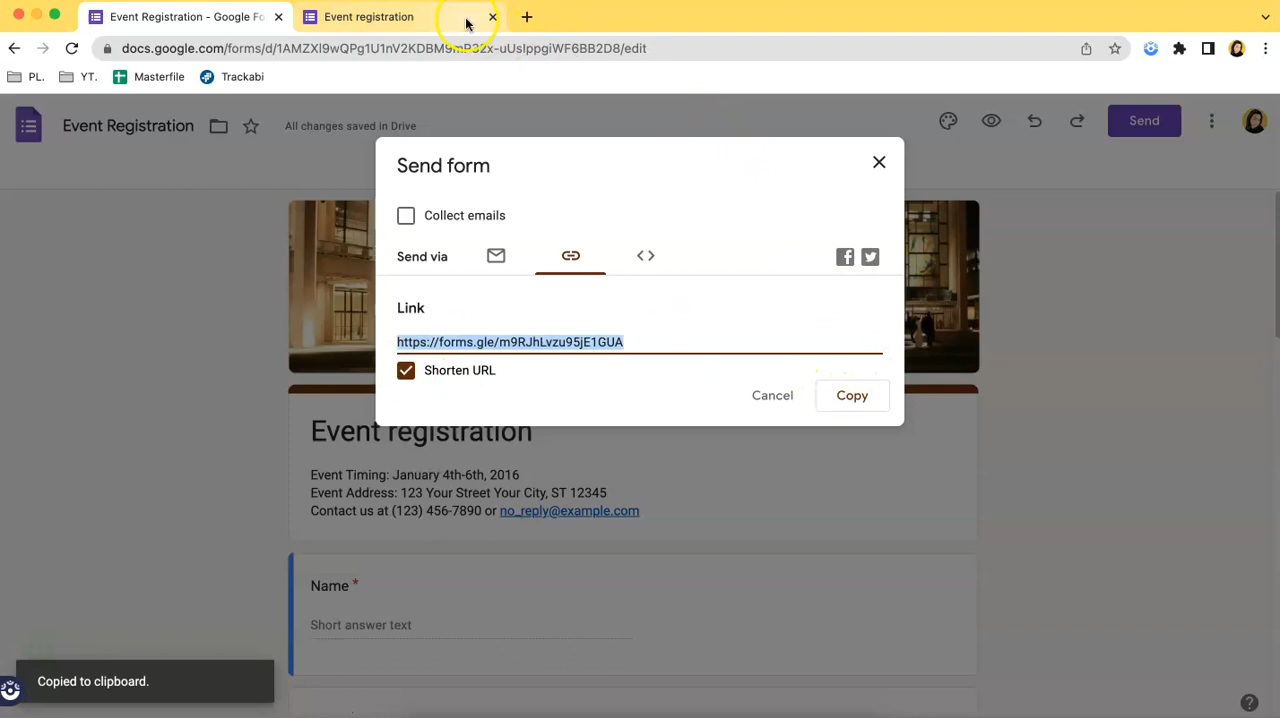 Event Registration - Google Fo
Event registration
docs.google.com/forms/d/1AMZXI9wQPg1U1nV2KDBM9mP32x-uUsIppgiWF6BB2D8/edit
PL.
YT.
Masterfile
Trackabi
Event Registration
All changes saved in Drive
Send
Send form
Collect emails
Send via
Link
https://forms.gle/m9RJhLvzu95jE1GUA
Shorten URL
Cancel
Copy
Event registration
Event Timing: January 4th-6th, 2016
Event Address: 123 Your Street Your City, ST 12345
Contact us at (123) 456-7890 or no_reply@example.com
Name *
Short answer text
Copied to clipboard.